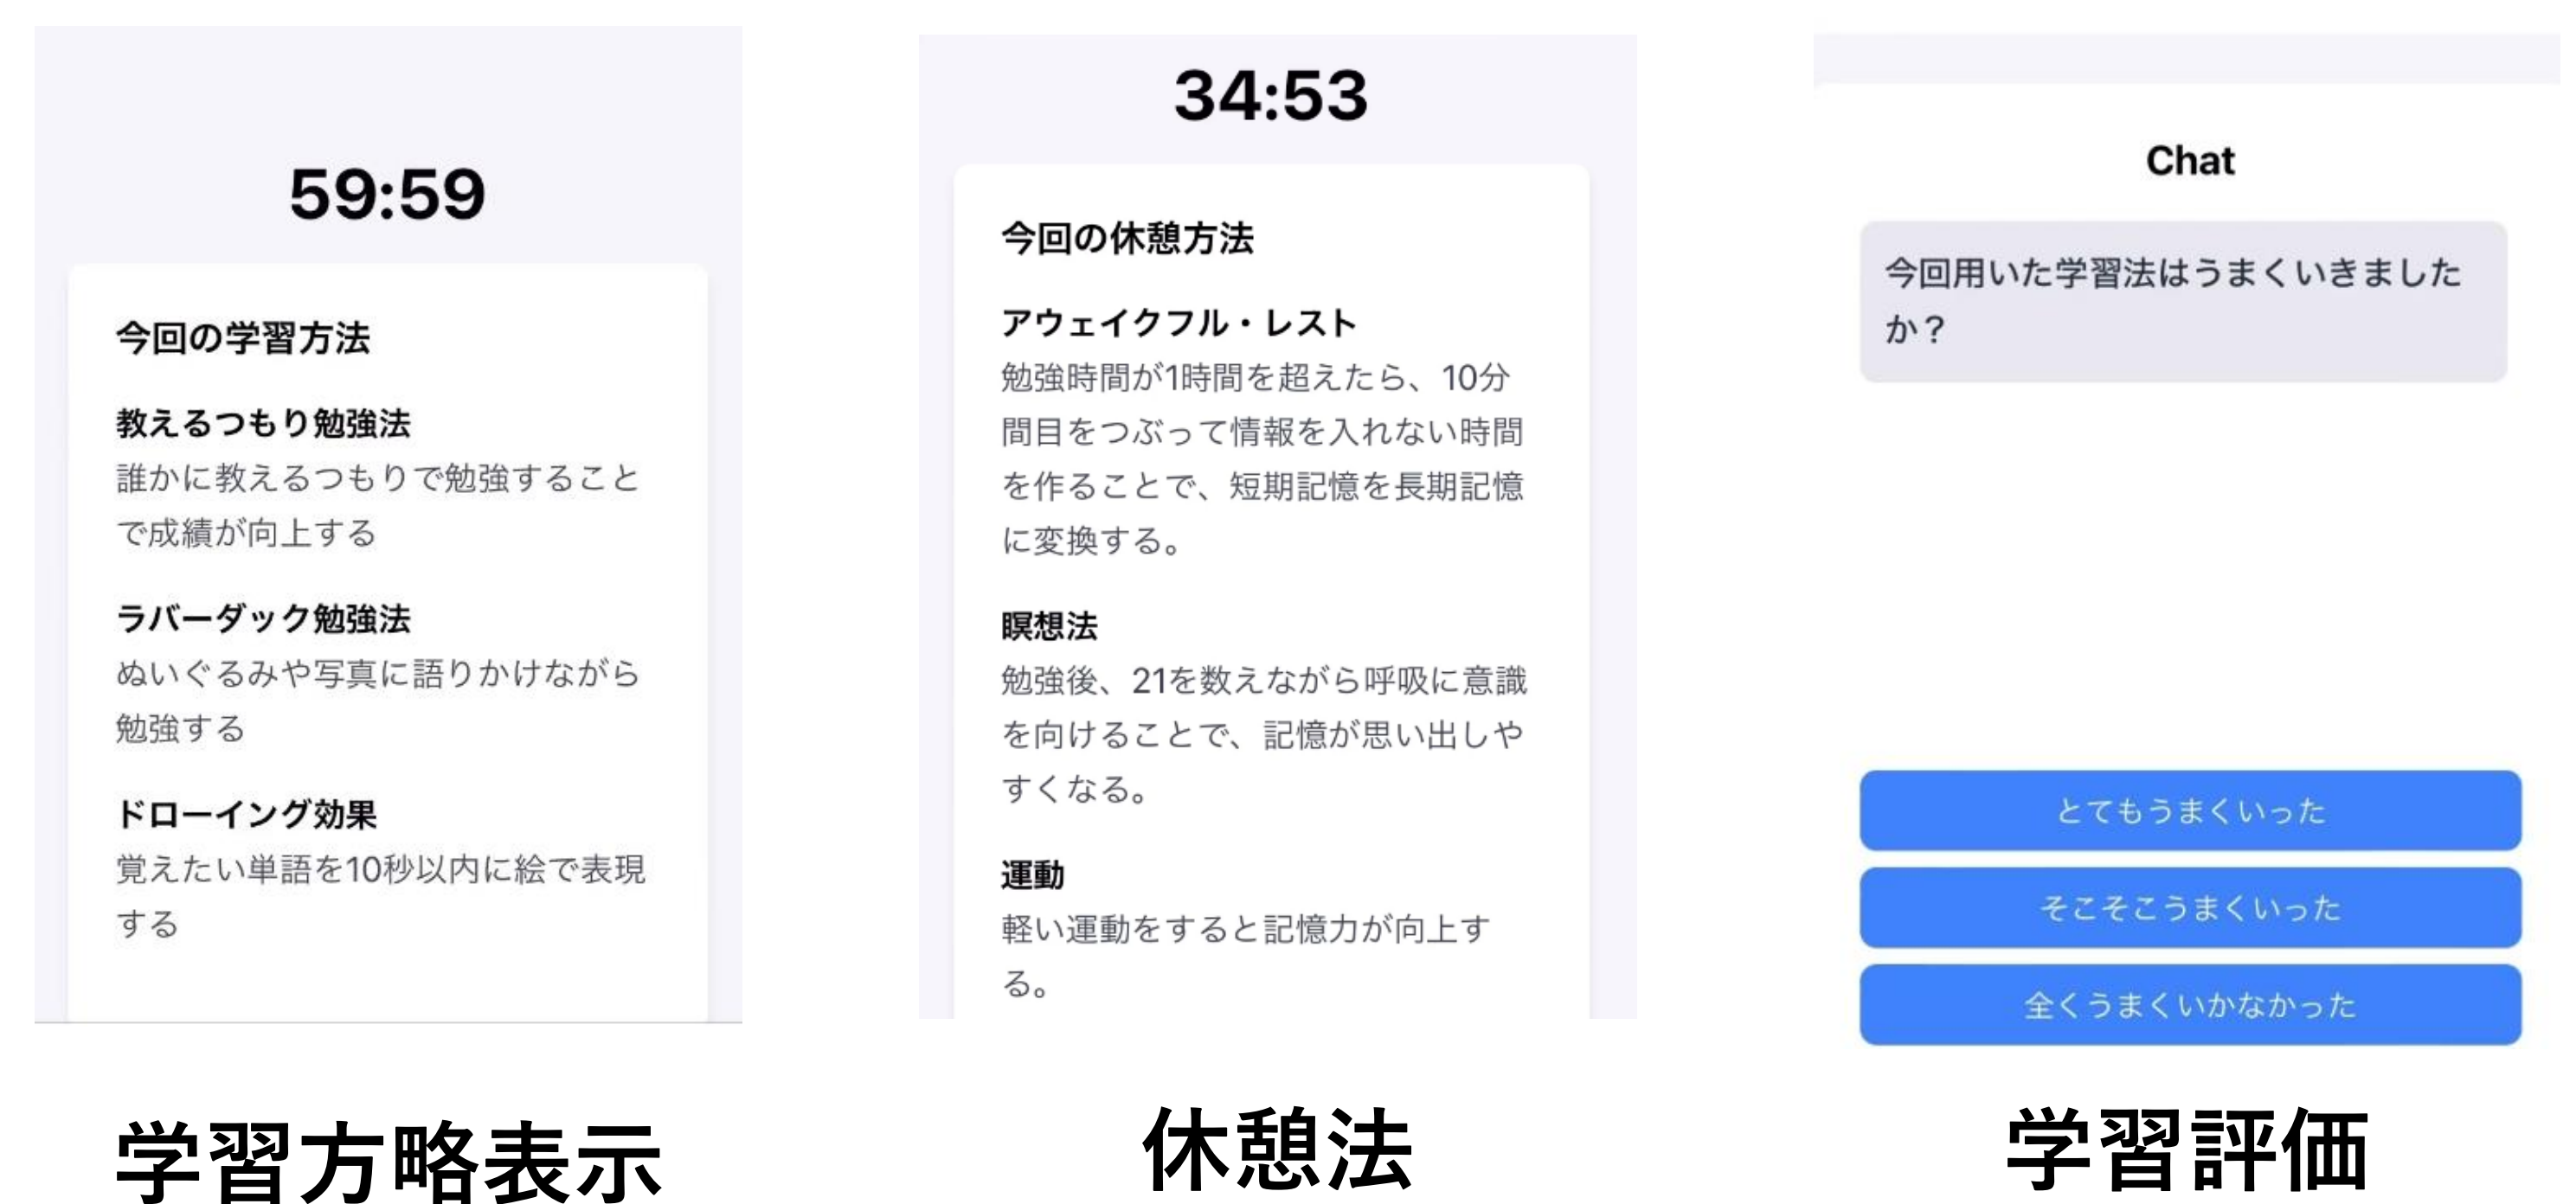 59:59
今回の学習方法
教えるつもり勉強法
誰かに教えるつもりで勉強すること
で成績が向上する
ラバーダック勉強法
ぬいぐるみや写真に語りかけながら
勉強する
ドローイング効果
覚えたい単語を10秒以内に絵で表現
する
学習方略表示
34:53
今回の休憩方法
アウェイクフル・レスト
勉強時間が1時間を超えたら、10分
間目をつぶって情報を入れない時間
を作ることで、短期記憶を長期記憶
に変換する。
瞑想法
勉強後、21を数えながら呼吸に意識
を向けることで、記憶が思い出しや
すくなる。
運動
軽い運動をすると記憶力が向上す
る。
休憩法
Chat
今回用いた学習法はうまくいきました
か？
とてもうまくいった
そこそこうまくいった
全くうまくいかなかった
学習評価